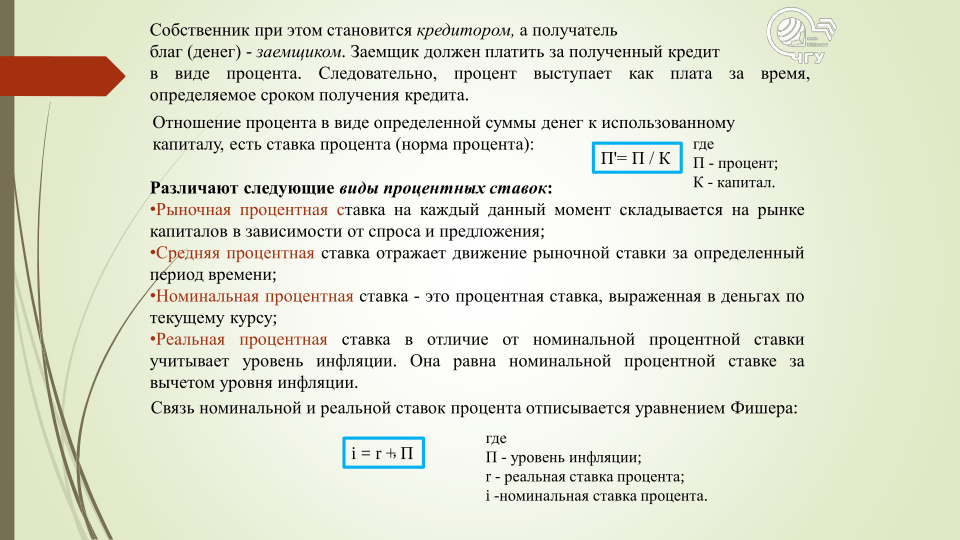 Собственник при этом становится кредитором, а получатель
благ (денег) - заемщиком. Заемщик должен платить за полученный кредит
в виде процента. Следовательно, процент выступает как плата за время,
определяемое сроком получения кредита.
ЧГУ
Отношение процента в виде определенной суммы денег к использованному
капиталу, есть ставка процента (норма процента):
П'= П / К
где
П - процент;
К - капитал.
Различают следующие виды процентных ставок:
•Рыночная процентная ставка на каждый данный момент складывается на рынке
капиталов в зависимости от спроса и предложения;
•Средняя процентная ставка отражает движение рыночной ставки за определенный
период времени;
•Номинальная процентная ставка - это процентная ставка, выраженная в деньгах по
текущему курсу;
•Реальная процентная ставка в отличие от номинальной процентной ставки
учитывает уровень инфляции. Она равна номинальной процентной ставке за
вычетом уровня инфляции.
Связь номинальной и реальной ставок процента отписывается уравнением Фишера:
i = r + П
где
П - уровень инфляции;
r - реальная ставка процента;
i -номинальная ставка процента.